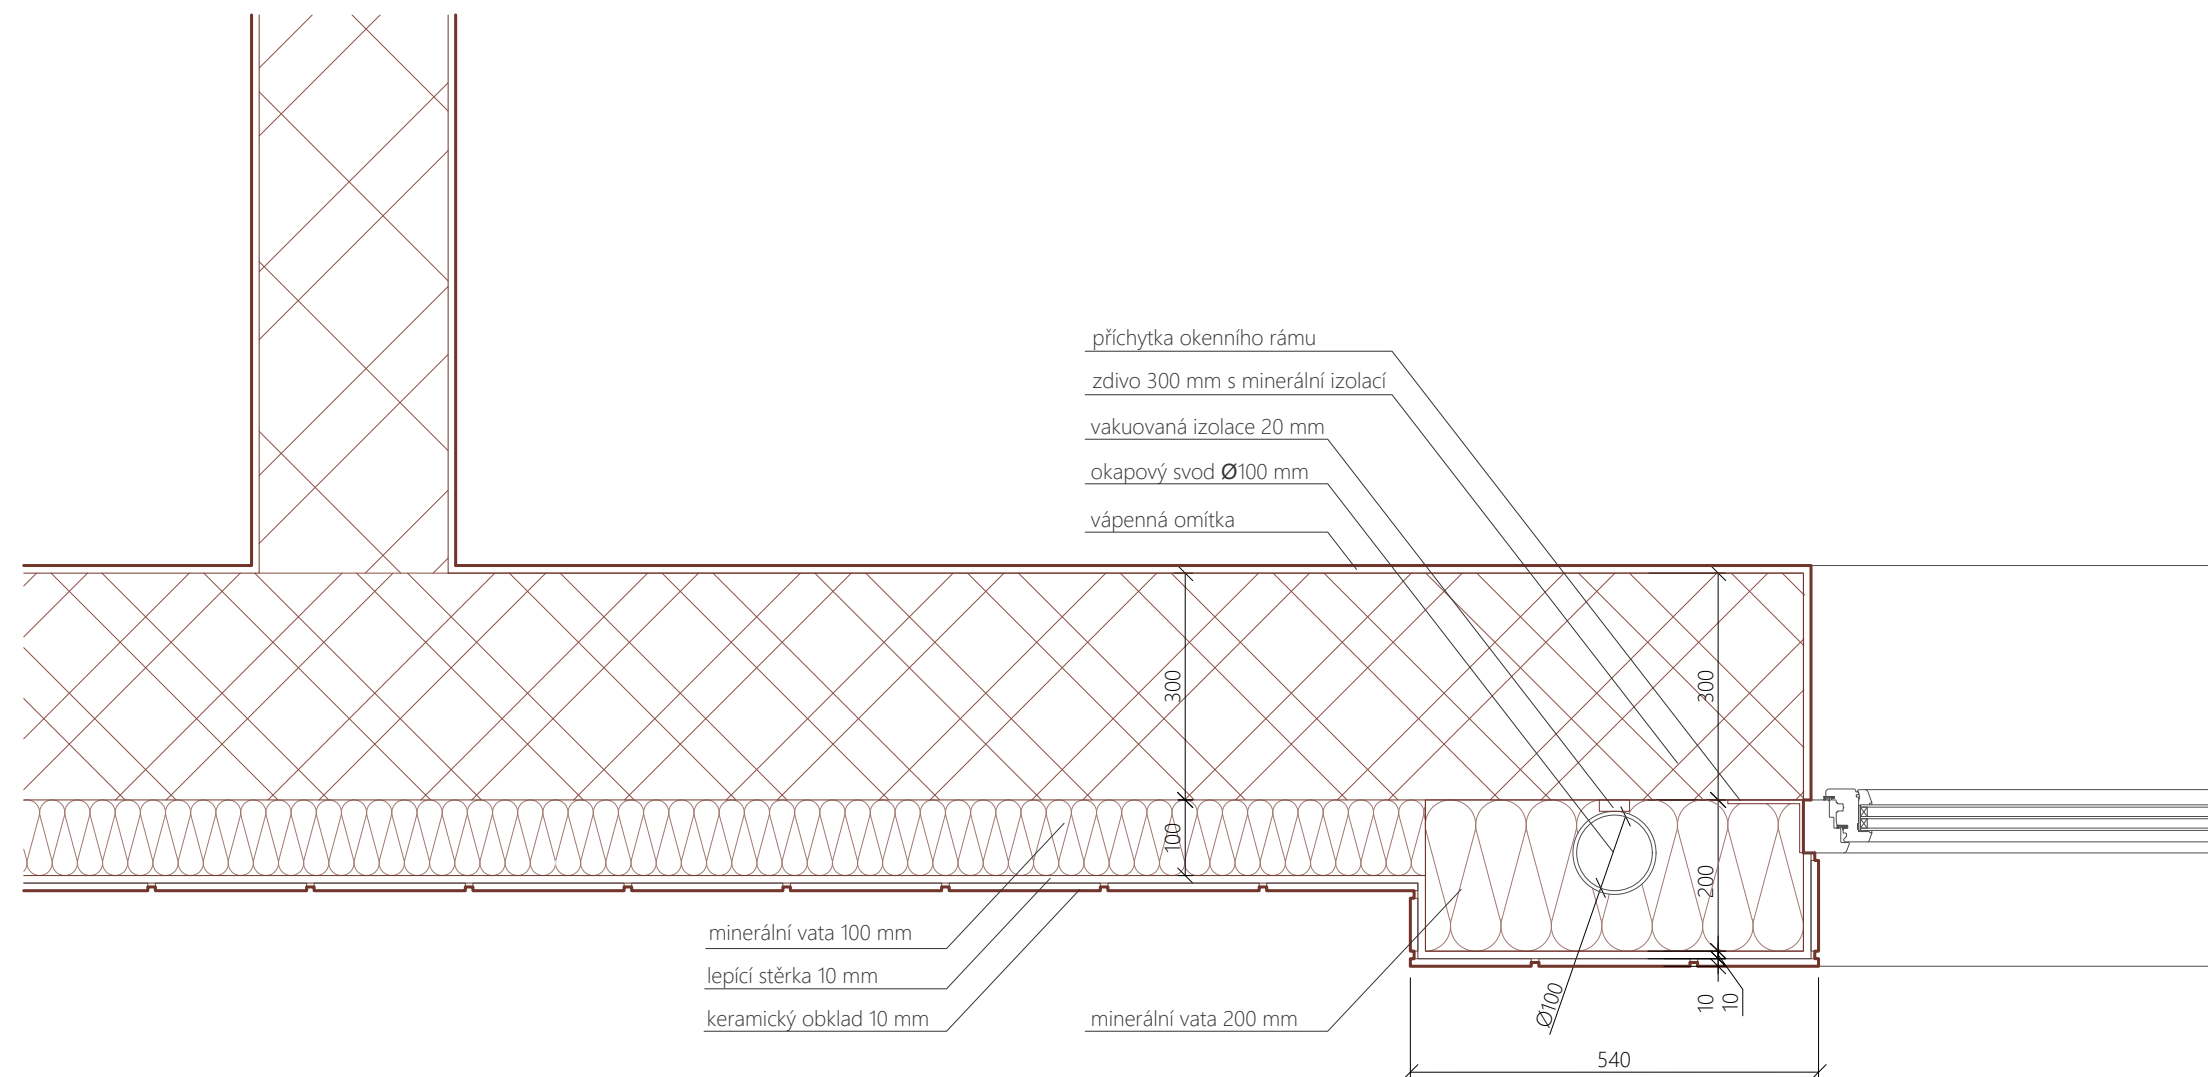 příchytka okenního rámu
zdivo 300 mm s minerální izolací
vakuovaná izolace 20 mm
okapový svod Ø100 mm
vápenná omítka
300
300
100
200
minerální vata 100 mm
lepící stěrka 10 mm
keramický obklad 10 mm
minerální vata 200 mm
Ø100
10
10
540